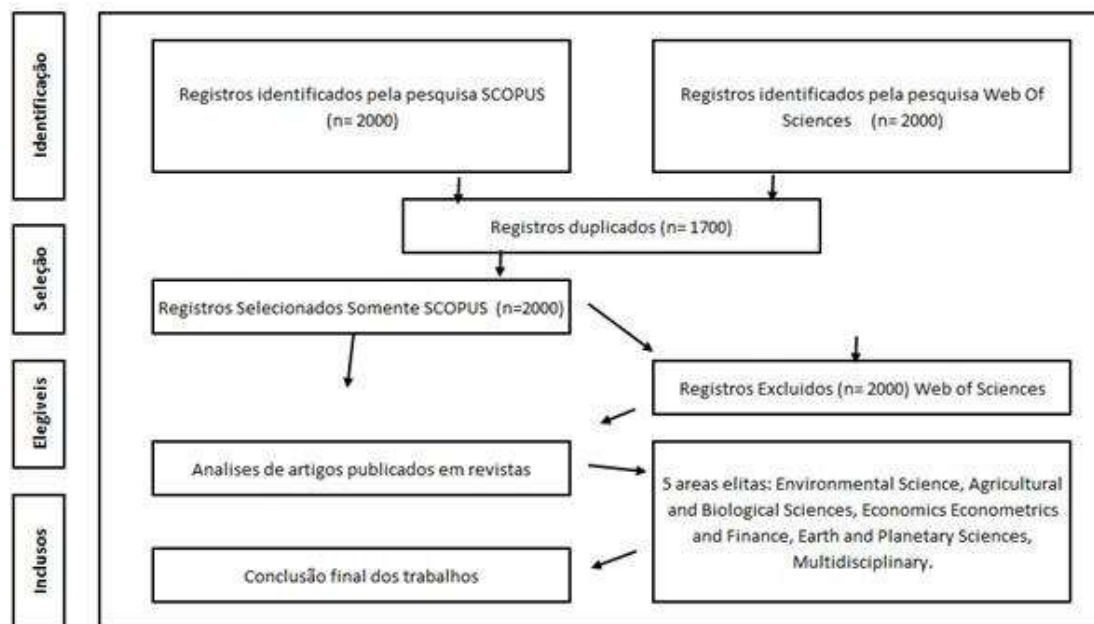 Identificação
Registros identificados pela pesquisa SCOPUS
(n= 2000)
Registros identificados pela pesquisa Web Of
Sciences (n= 2000)
Registros duplicados (n= 1700)
Seleção
Registros Selecionados Somente SCOPUS (n=2000)
Elegiveis
Registros Excluidos (n= 2000) Web of Sciences
Analises de artigos publicados em revistas
5 areas elitas: Environmental Science, Agricultural
and Biological Sciences, Economics Econometrics
and Finance, Earth and Planetary Sciences,
Multidisciplinary.
Inclusos
Conclusão final dos trabalhos